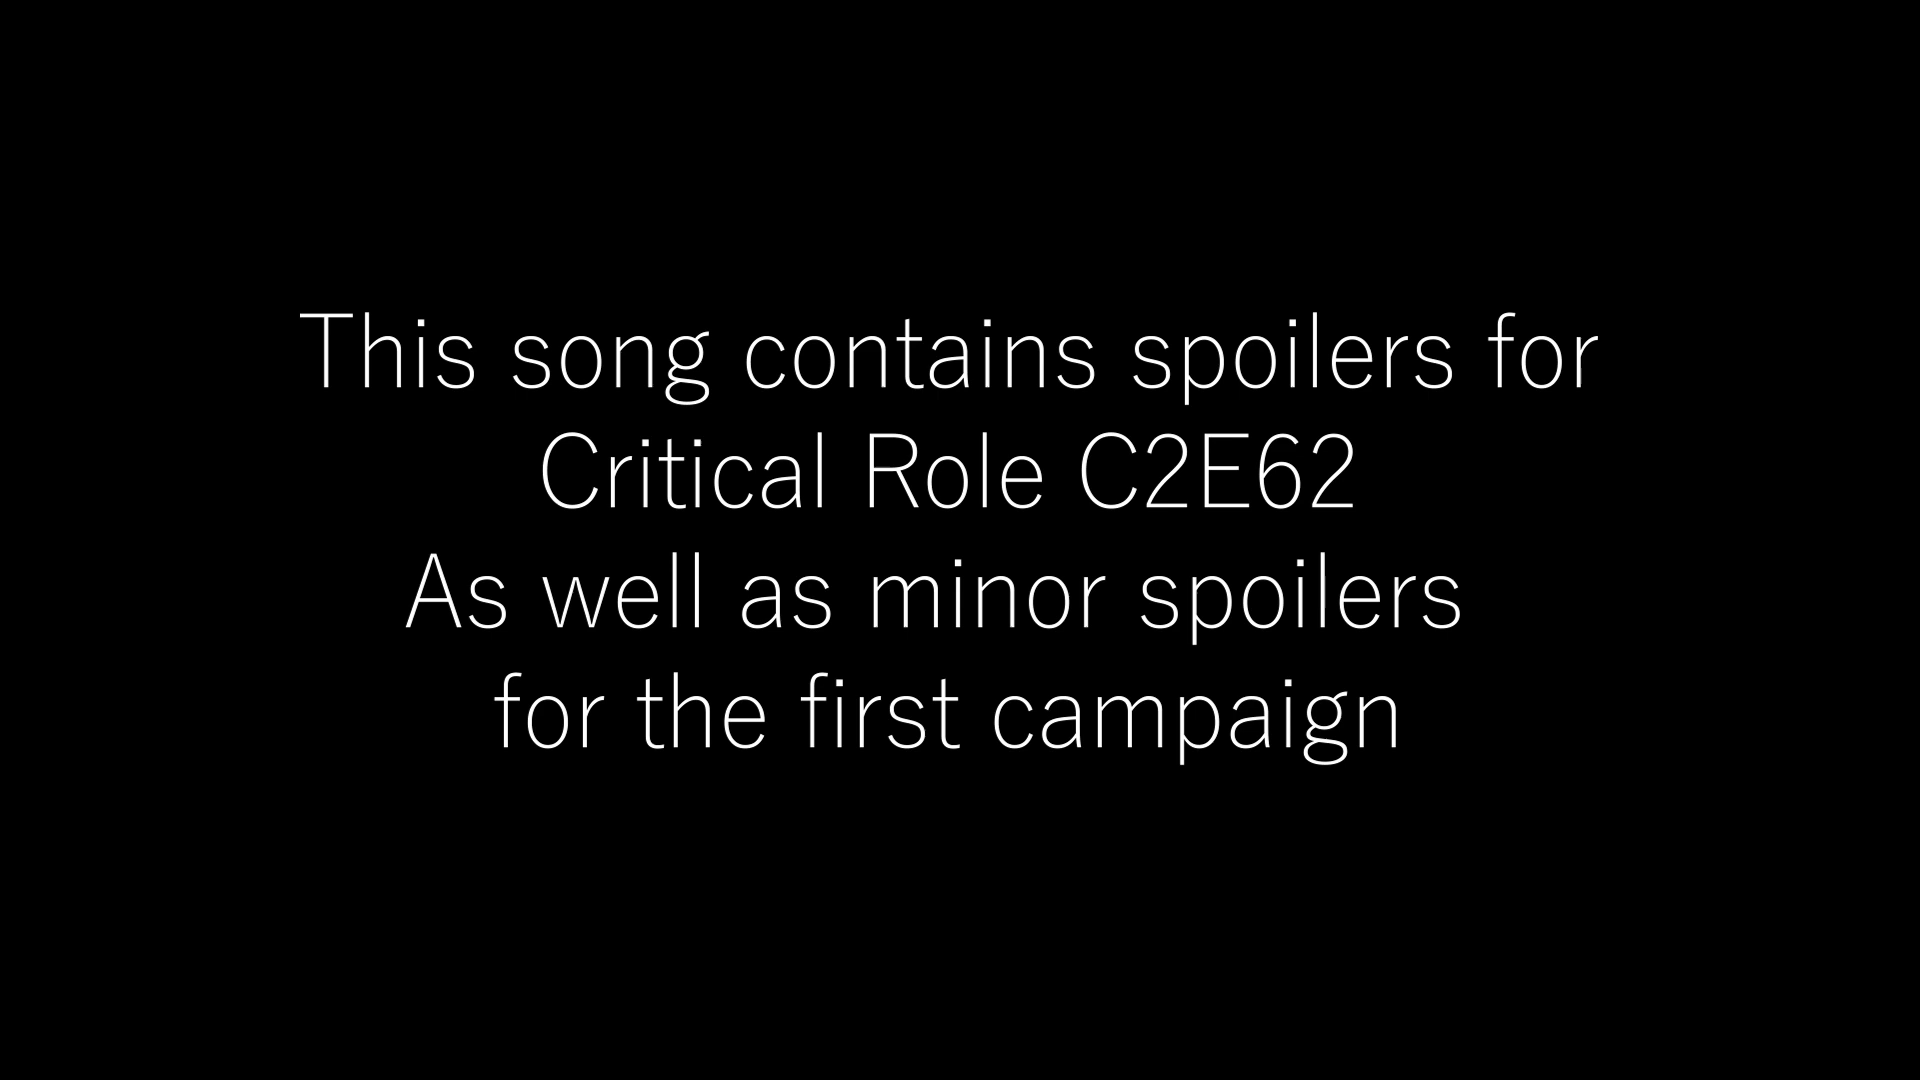 This song contains spoilers for
Critical Role C2E62
As well as minor spoilers
for the first campaign